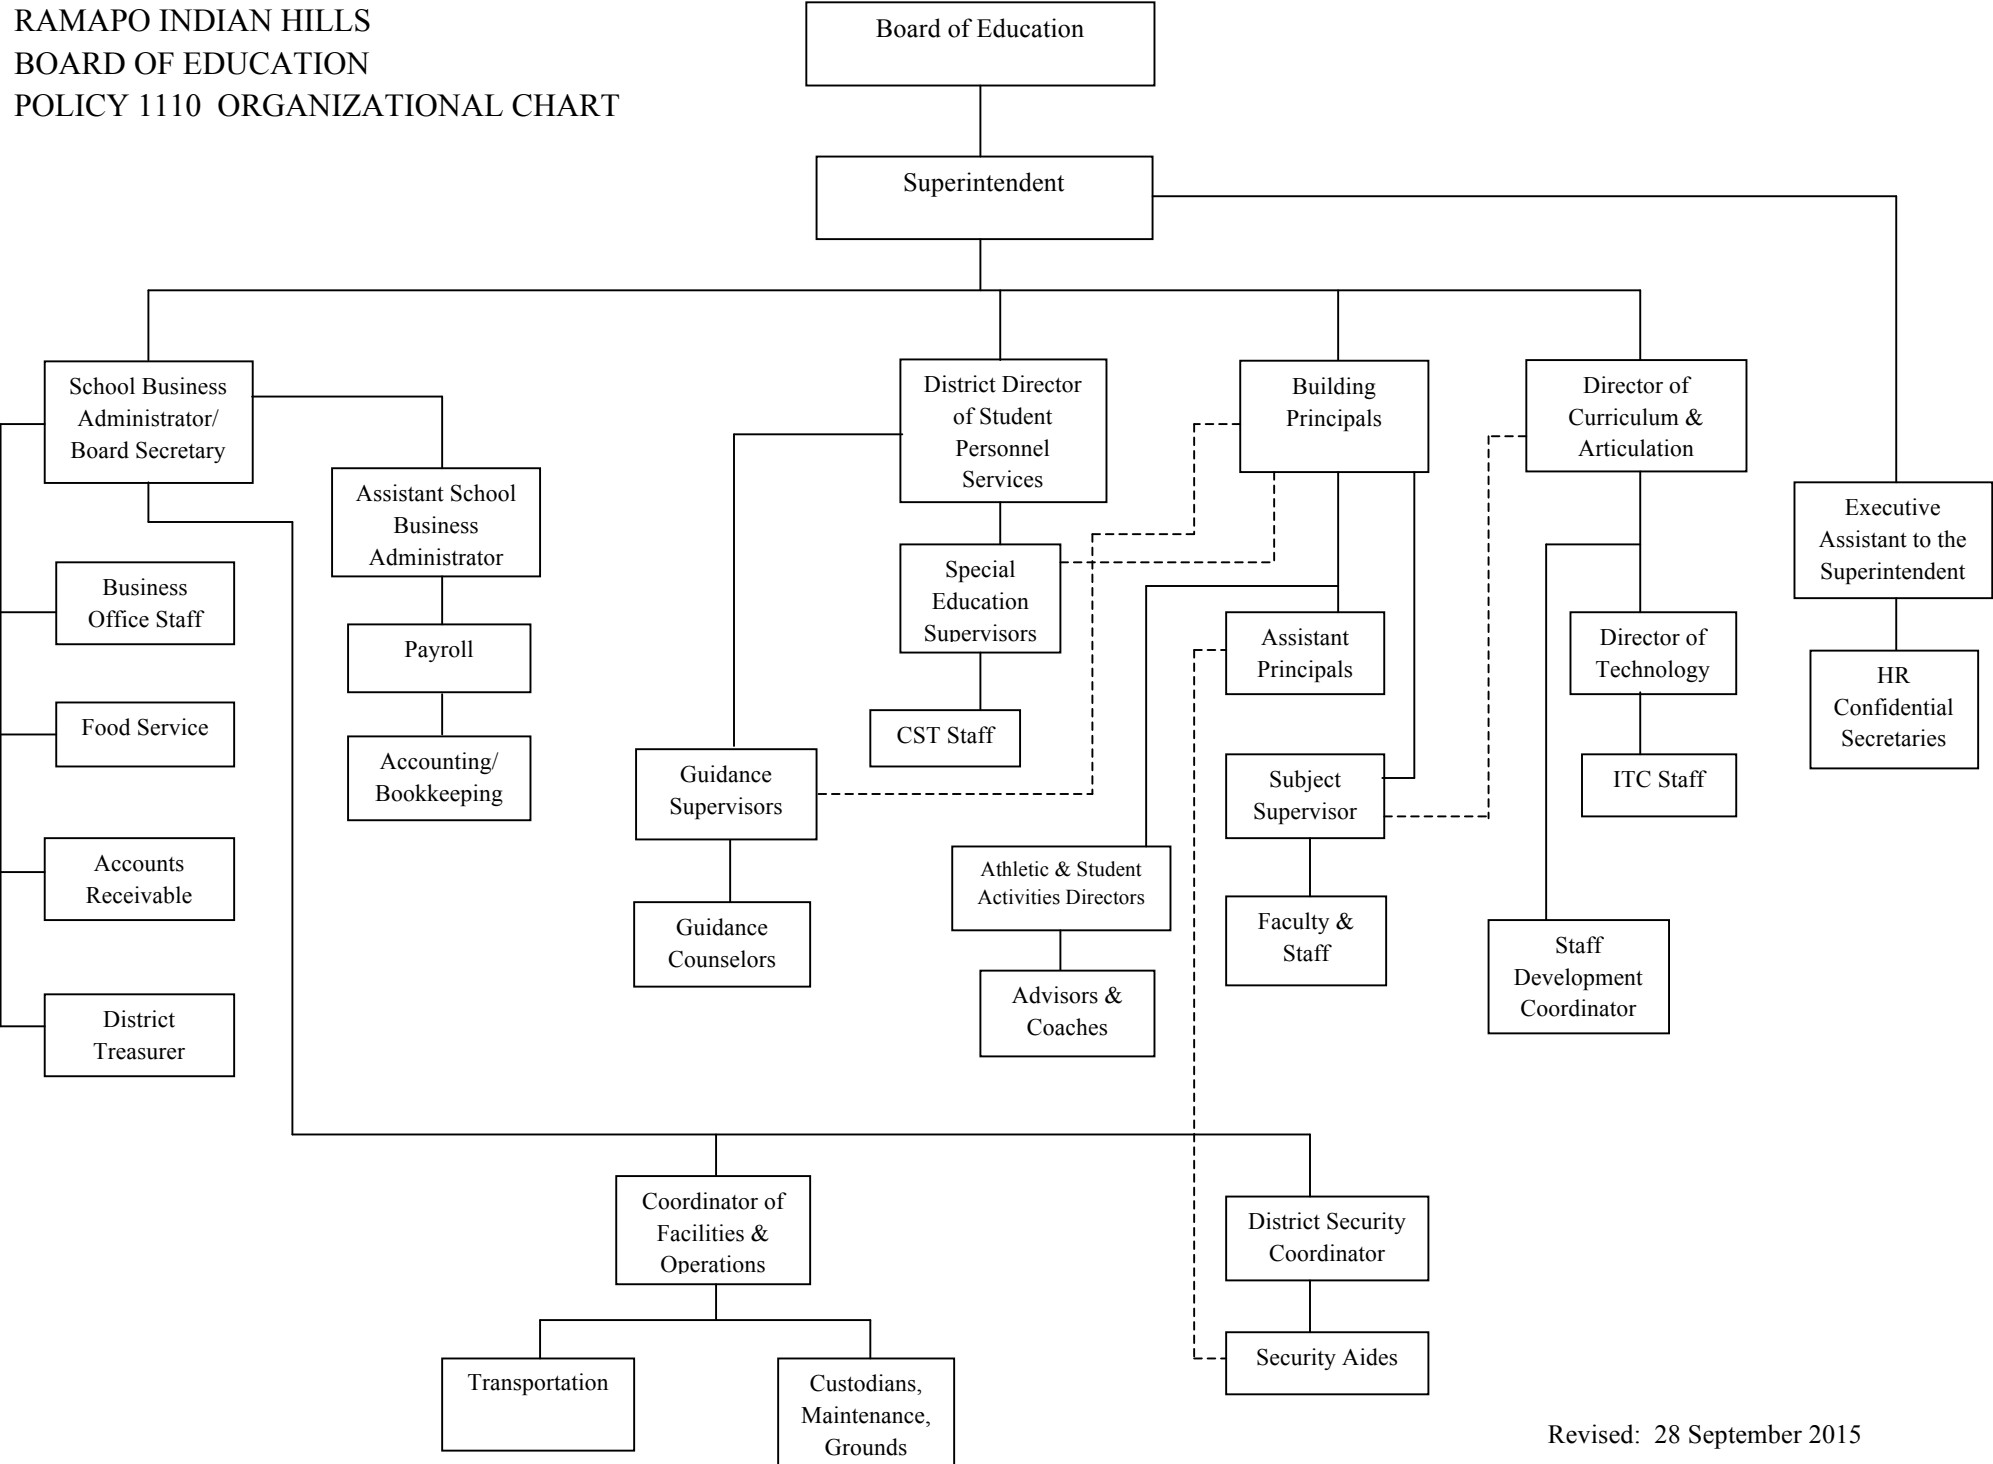 RAMAPO INDIAN HILLS
BOARD OF EDUCATION
POLICY 1110  ORGANIZATIONAL CHART
Board of Education
Superintendent
School Business
Administrator/
Board Secretary
District Director
of Student
Personnel
Services
Building
Principals
Director of
Curriculum &
Articulation
Executive
Assistant to the
Superintendent
Assistant School
Business
Administrator
Business
Office Staff
Special
Education
Supervisors
Assistant
Principals
Director of
Technology
HR
Confidential
Secretaries
Payroll
Food Service
CST Staff
Accounting/
Bookkeeping
Guidance
Supervisors
Subject
Supervisor
ITC Staff
Accounts
Receivable
Athletic & Student
Activities Directors
Guidance
Counselors
Faculty &
Staff
Staff
Development
Coordinator
Advisors &
Coaches
District
Treasurer
Coordinator of
Facilities &
Operations
District Security
Coordinator
Security Aides
Transportation
Custodians,
Maintenance,
Grounds
Revised:  28 September 2015